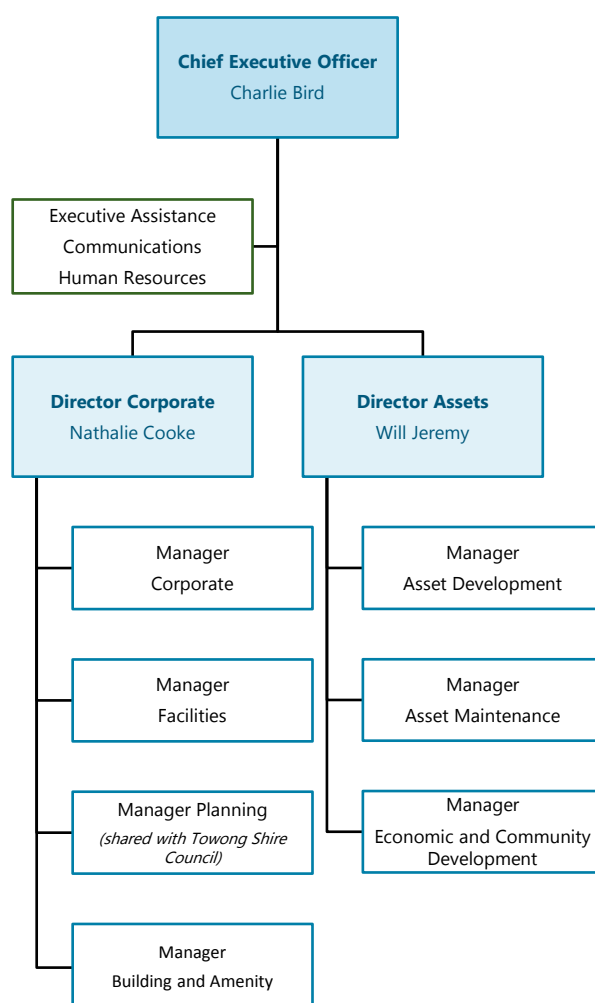 Chief Executive Officer
Charlie Bird
Executive Assistance
Communications
Human Resources
Director Corporate
Nathalie Cooke
Director Assets
Will Jeremy
Manager
Corporate
Manager
Asset Development
Manager
Facilities
Manager
Asset Maintenance
Manager Planning
(shared with Towong Shire
Council)
Manager
Economic and Community
Development
Manager
Building and Amenity